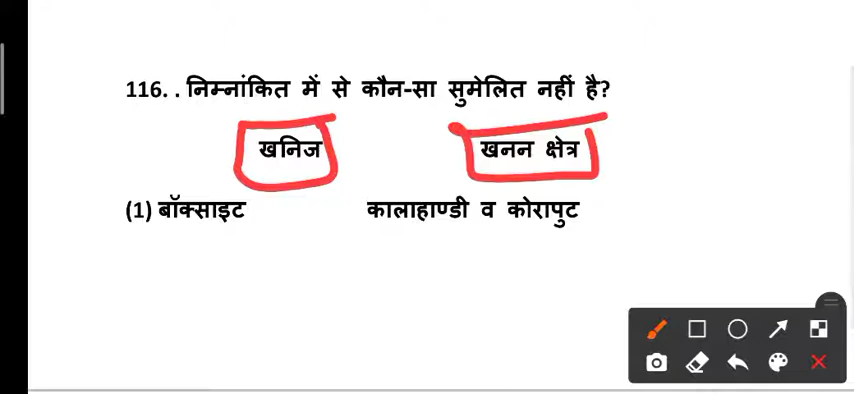 116. . निम्नांकित में से कौन-सा सुमेलित नहीं है?
खनिज खनन क्षेत्र
(1) बॉक्साइट कालाहाण्डी व कोरापुट